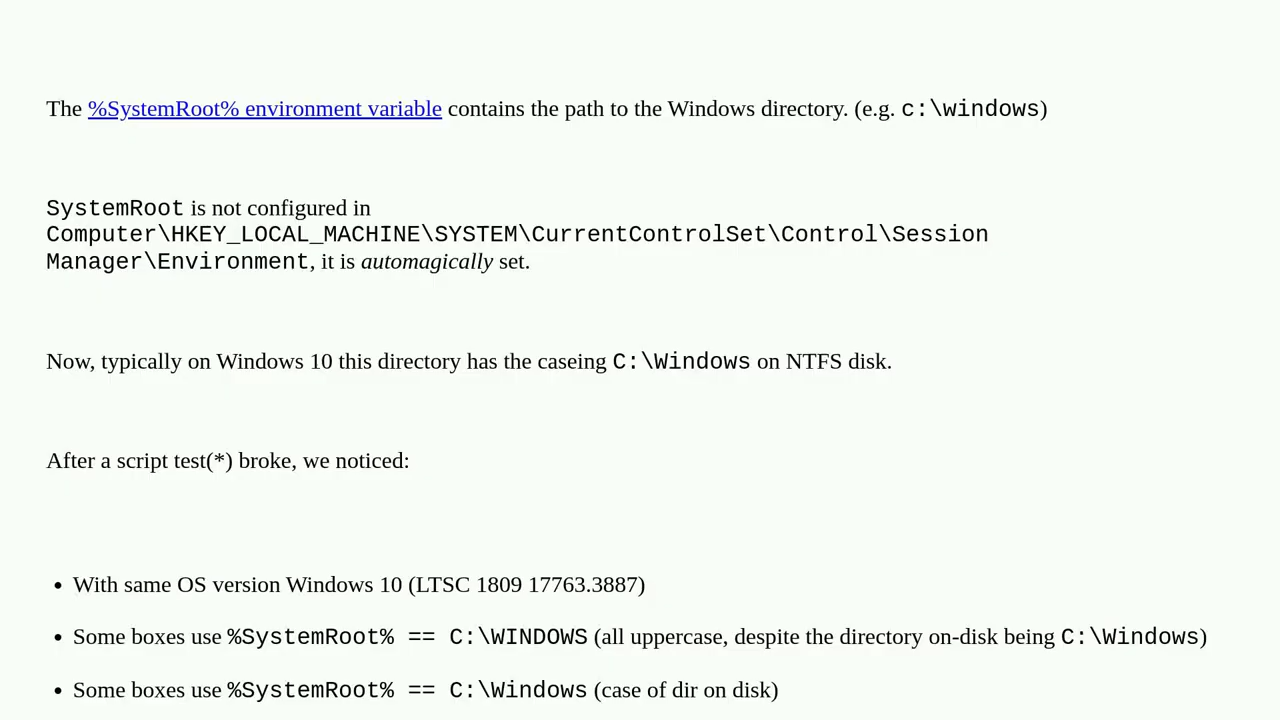 The %SystemRoot% environment variable contains the path to the Windows directory. (e.g. c:\windows)
SystemRoot is not configured in
Computer\HKEY_LOCAL_MACHINE\SYSTEM\CurrentControlSet\Control\Session
Manager\Environment, it is automagically set.
Now, typically on Windows 10 this directory has the caseing C:\Windows on NTFS disk.
After a script test(*) broke, we noticed:
• With same OS version Windows 10 (LTSC 1809 17763.3887)
• Some boxes use %SystemRoot% == C:\WINDOWS (all uppercase, despite the directory on-disk being C:\Windows)
• Some boxes use %SystemRoot% == C:\Windows (case of dir on disk)